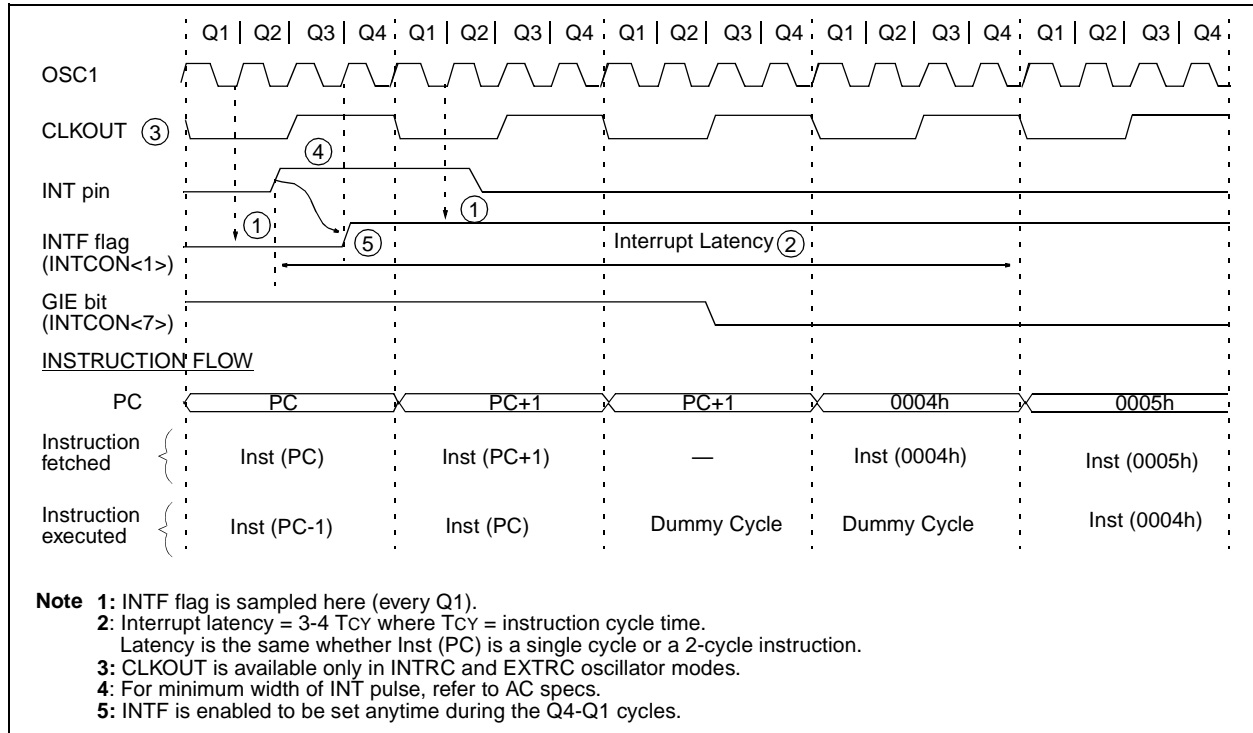 Q1 | Q2 | Q3 | Q4 | Q1 | Q2 | Q3 | Q4 | Q1 | Q2 | Q3 | Q4 | Q1 | Q2 | Q3 | Q4 | Q1 | Q2 | Q3 | Q4
OSC1
CLKOUT 3
4
INT pin
1 1
INTF flag
(INTCON<1>)
5
Interrupt Latency 2
GIE bit
(INTCON<7>)
INSTRUCTION FLOW
PC PC PC+1 PC+1 0004h 0005h
Instruction
fetched
Inst (PC) Inst (PC+1) — Inst (0004h) Inst (0005h)
Instruction
executed
Inst (PC-1) Inst (PC) Dummy Cycle Dummy Cycle Inst (0004h)
Note 1: INTF flag is sampled here (every Q1).
2: Interrupt latency = 3-4 TCY where TCY = instruction cycle time.
Latency is the same whether Inst (PC) is a single cycle or a 2-cycle instruction.
3: CLKOUT is available only in INTRC and EXTRC oscillator modes.
4: For minimum width of INT pulse, refer to AC specs.
5: INTF is enabled to be set anytime during the Q4-Q1 cycles.